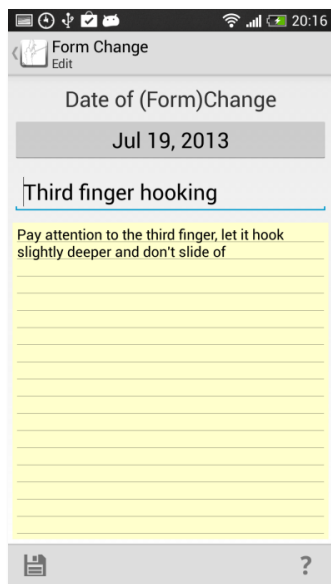 20:16
Form Change
Edit
Date of (Form)Change
Jul 19, 2013
Third finger hooking
Pay attention to the third finger, let it hook
slightly deeper and don't slide of
?